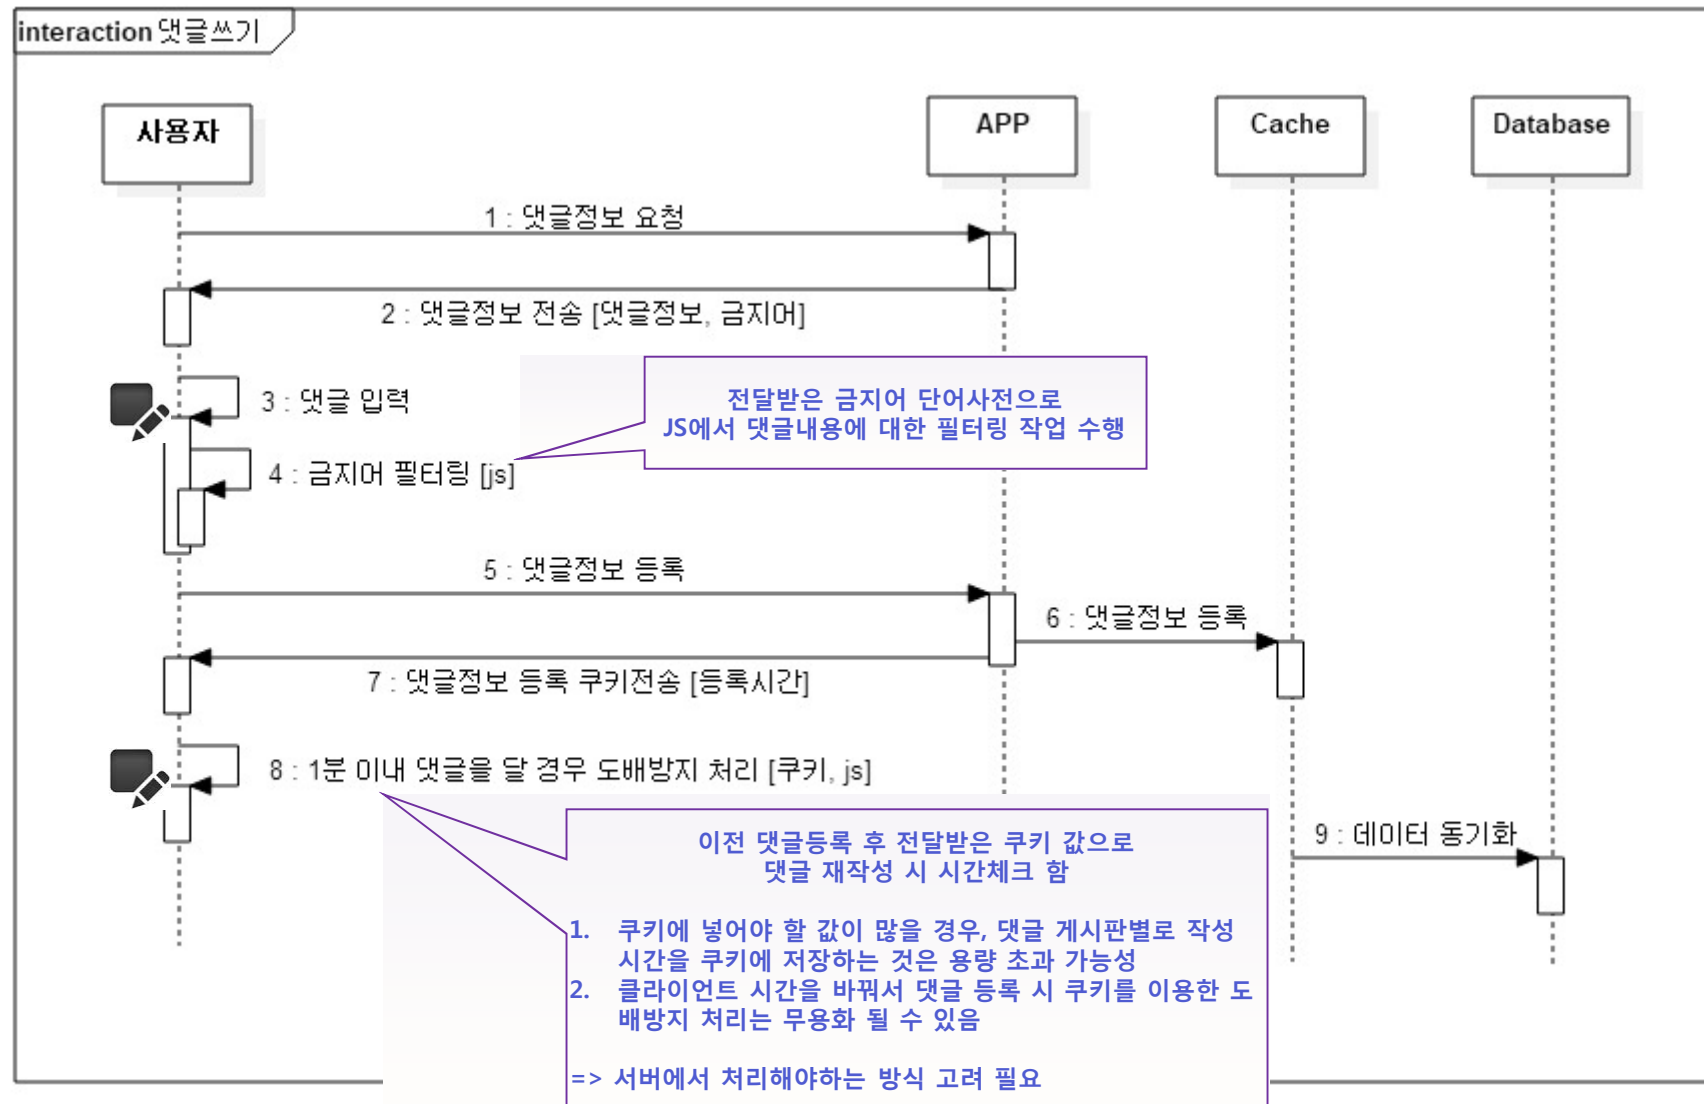 interaction 댓글쓰기
사용자
APP
Cache
Database
1 : 댓글정보 요청
2 : 댓글정보 전송 [댓글정보, 금지어]
3 : 댓글 입력
전달받은 금지어 단어사전으로
JS에서 댓글내용에 대한 필터링 작업 수행
4 : 금지어 필터링 [js]
5 : 댓글정보 등록
6 : 댓글정보 등록
7 : 댓글정보 등록 쿠키전송 [등록시간]
8 : 1분 이내 댓글을 달 경우 도배방지 처리 [쿠키, js]
9 : 데이터 동기화
이전 댓글등록 후 전달받은 쿠키 값으로
댓글 재작성 시 시간체크 함
1. 쿠키에 넣어야 할 값이 많을 경우, 댓글 게시판별로 작성
시간을 쿠키에 저장하는 것은 용량 초과 가능성
2. 클라이언트 시간을 바꿔서 댓글 등록 시 쿠키를 이용한 도
배방지 처리는 무용화 될 수 있음
=> 서버에서 처리해야하는 방식 고려 필요